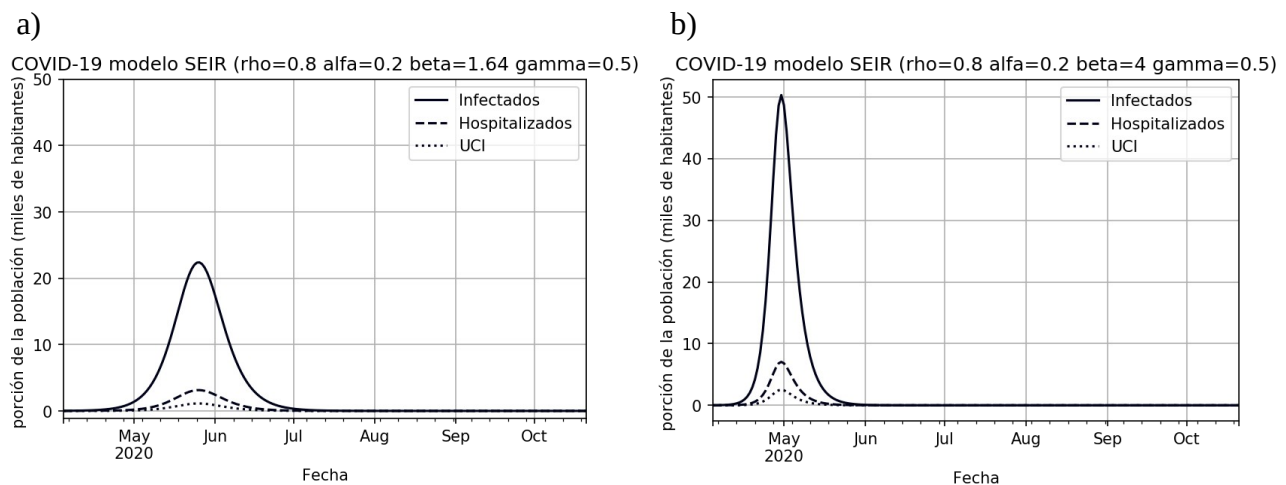 a)
COVID-19 modelo SEIR (rho=0.8 alfa=0.2 beta=1.64 gamma=0.5)
porción de la población (miles de habitantes)
50
40
30
20
10
0
Infectados
Hospitalizados
UCI
May
2020
Jun
Jul
Aug
Sep
Oct
Fecha
b)
COVID-19 modelo SEIR (rho=0.8 alfa=0.2 beta=4 gamma=0.5)
porción de la población (miles de habitantes)
50
40
30
20
10
0
Infectados
Hospitalizados
UCI
May
2020
Jun
Jul
Aug
Sep
Oct
Fecha